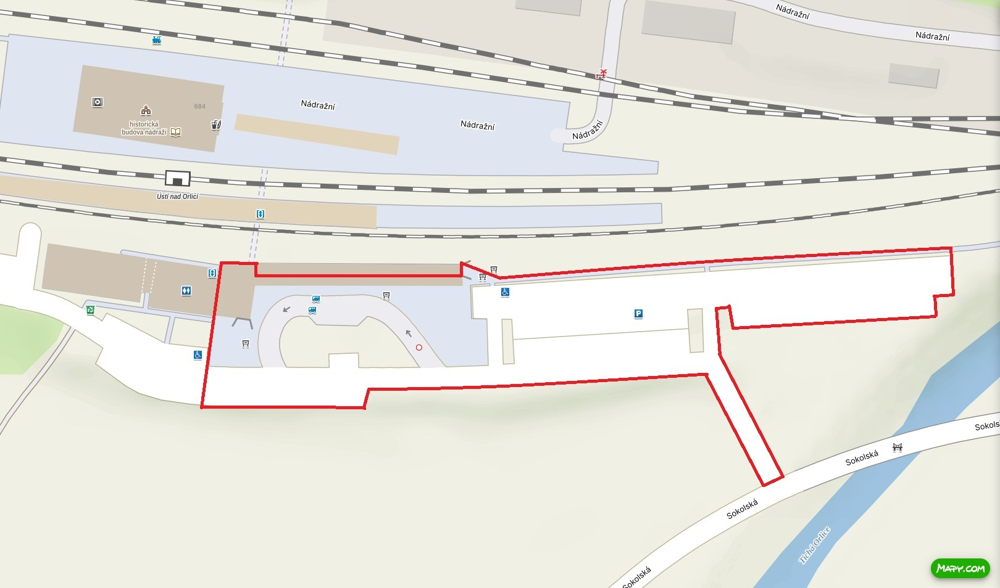 Nádražní
Nádražní
684
Nádražní
historická
budova nádraží
Nádražní
Nádražní
Ústí nad Orlicí
P
Sokols
Sokolská
Sokolská
Tichá Orlice
Sokolská
MAPY.COM